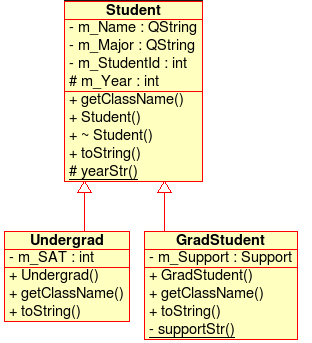 Student
- m_Name : QString
- m_Major : QString
- m_StudentId : int
# m_Year : int
+ getClassName()
+ Student()
+ ~ Student()
+ toString()
# yearStr()
Undergrad
- m_SAT : int
+ Undergrad()
+ getClassName()
+ toString()
GradStudent
- m_Support : Support
+ GradStudent()
+ getClassName()
+ toString()
- supportStr()